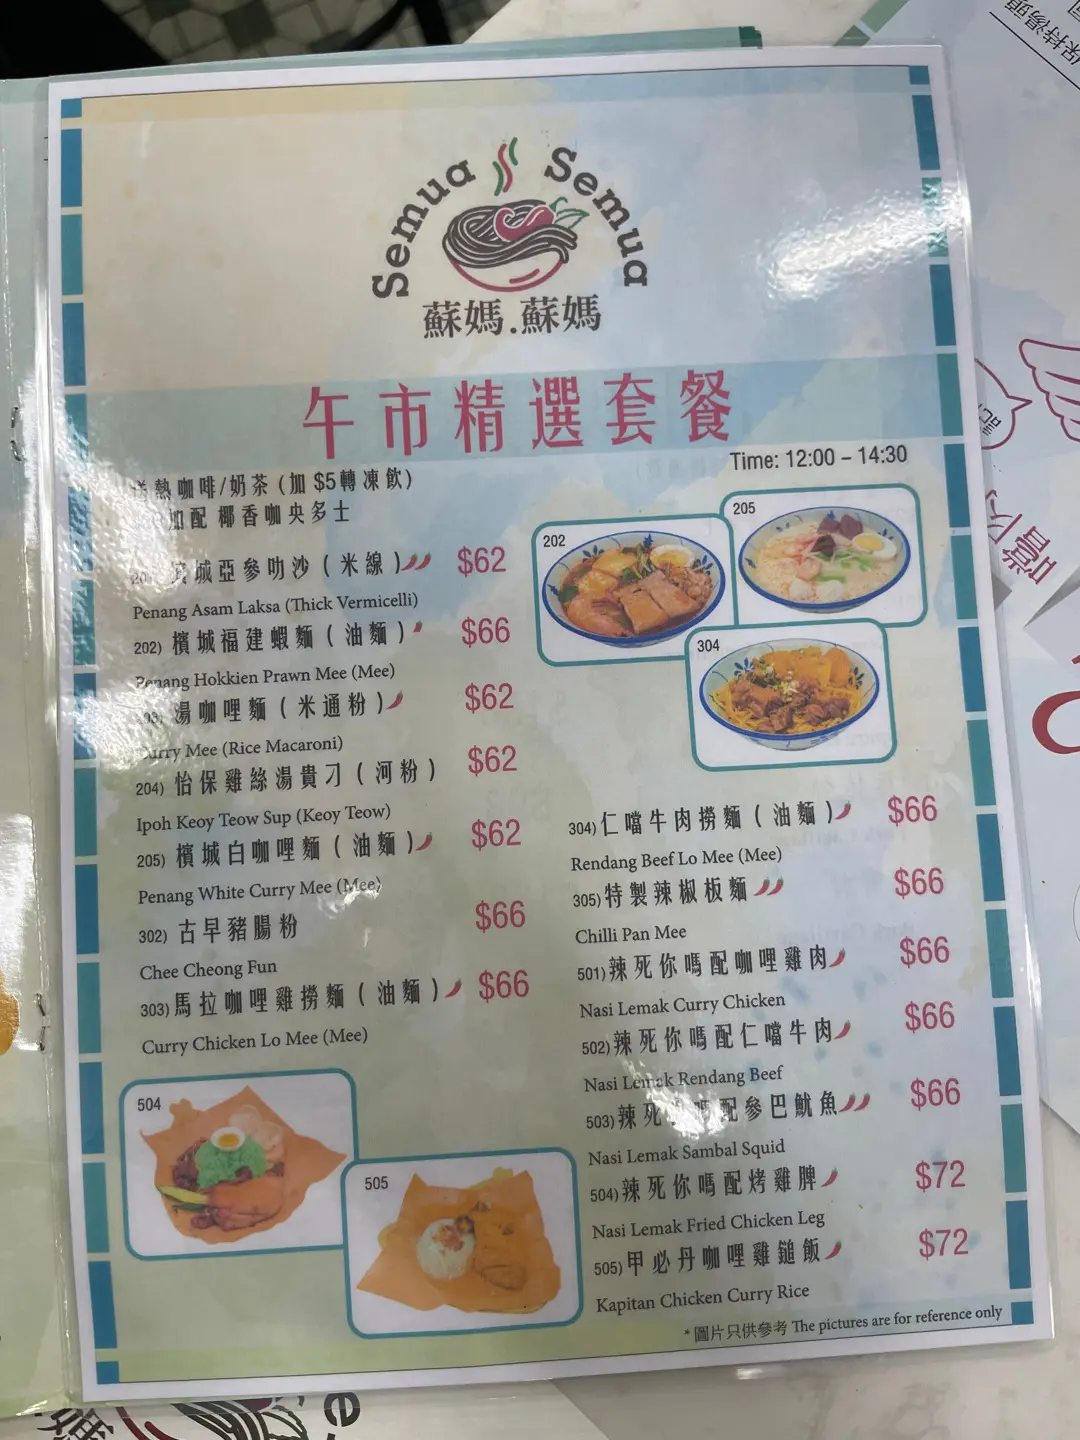 Semua Semua
蘇媽.蘇媽
午市精選套餐
Time: 12:00 – 14:30
熱咖啡/奶茶 (加 $5轉凍飲)
加配 椰香咖央多士
城亞參叻沙 (米線) $62
Penang Asam Laksa (Thick Vermicelli)
202) 檳城福建蝦麵 (油麵) $66
Penang Hokkien Prawn Mee (Mee)
湯咖哩麵 (米通粉) $62
Curry Mee (Rice Macaroni)
204) 怡保雞絲湯貴刁 (河粉) $62
Ipoh Keoy Teow Sup (Keoy Teow)
205) 檳城白咖哩麵 (油麵) $62
Penang White Curry Mee (Mee)
302) 古早豬腸粉 $66
Chee Cheong Fun
303) 馬拉咖哩雞撈麵 (油麵) $66
Curry Chicken Lo Mee (Mee)
202
205
304
304) 仁噹牛肉撈麵 (油麵) $66
Rendang Beef Lo Mee (Mee)
305) 特製辣椒板麵 $66
Chilli Pan Mee
501) 辣死你嗎配咖哩雞肉 $66
Nasi Lemak Curry Chicken
502) 辣死你嗎配仁噹牛肉 $66
Nasi Lemak Rendang Beef
503) 辣死 嗎配參巴魷魚 $66
Nasi Lemak Sambal Squid
504) 辣死你嗎配烤雞脾 $72
Nasi Lemak Fried Chicken Leg
505) 甲必丹咖哩雞鎚飯 $72
Kapitan Chicken Curry Rice
504
505
* 圖片只供參考 The pictures are for reference only
保持湯頭